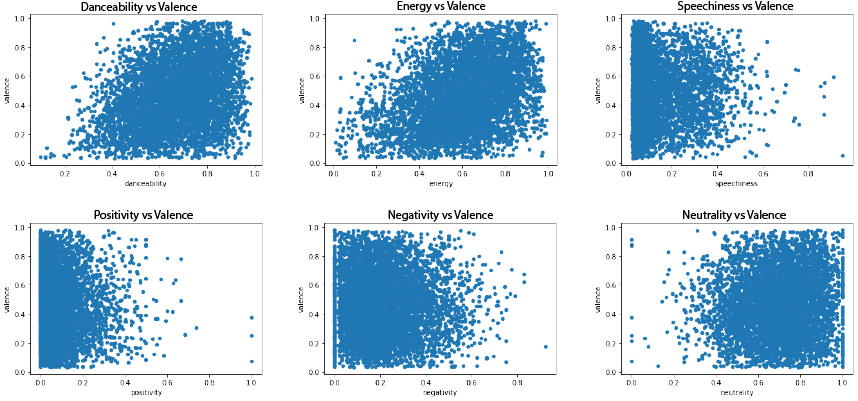 Danceability vs Valence
1.0
0.8
0.6
0.4
0.2
0.0
valence
0.2 0.4 0.6 0.8 1.0
danceability
Energy vs Valence
1.0
0.8
0.6
0.4
0.2
0.0
valence
0.0 0.2 0.4 0.6 0.8 1.0
energy
Speechiness vs Valence
1.0
0.8
0.6
0.4
0.2
0.0
valence
0.0 0.2 0.4 0.6 0.8
speechiness
Positivity vs Valence
1.0
0.8
0.6
0.4
0.2
0.0
valence
0.0 0.2 0.4 0.6 0.8 1.0
positivity
Negativity vs Valence
1.0
0.8
0.6
0.4
0.2
0.0
valence
0.0 0.2 0.4 0.6 0.8
negativity
Neutrality vs Valence
1.0
0.8
0.6
0.4
0.2
0.0
valence
0.0 0.2 0.4 0.6 0.8 1.0
neutrality